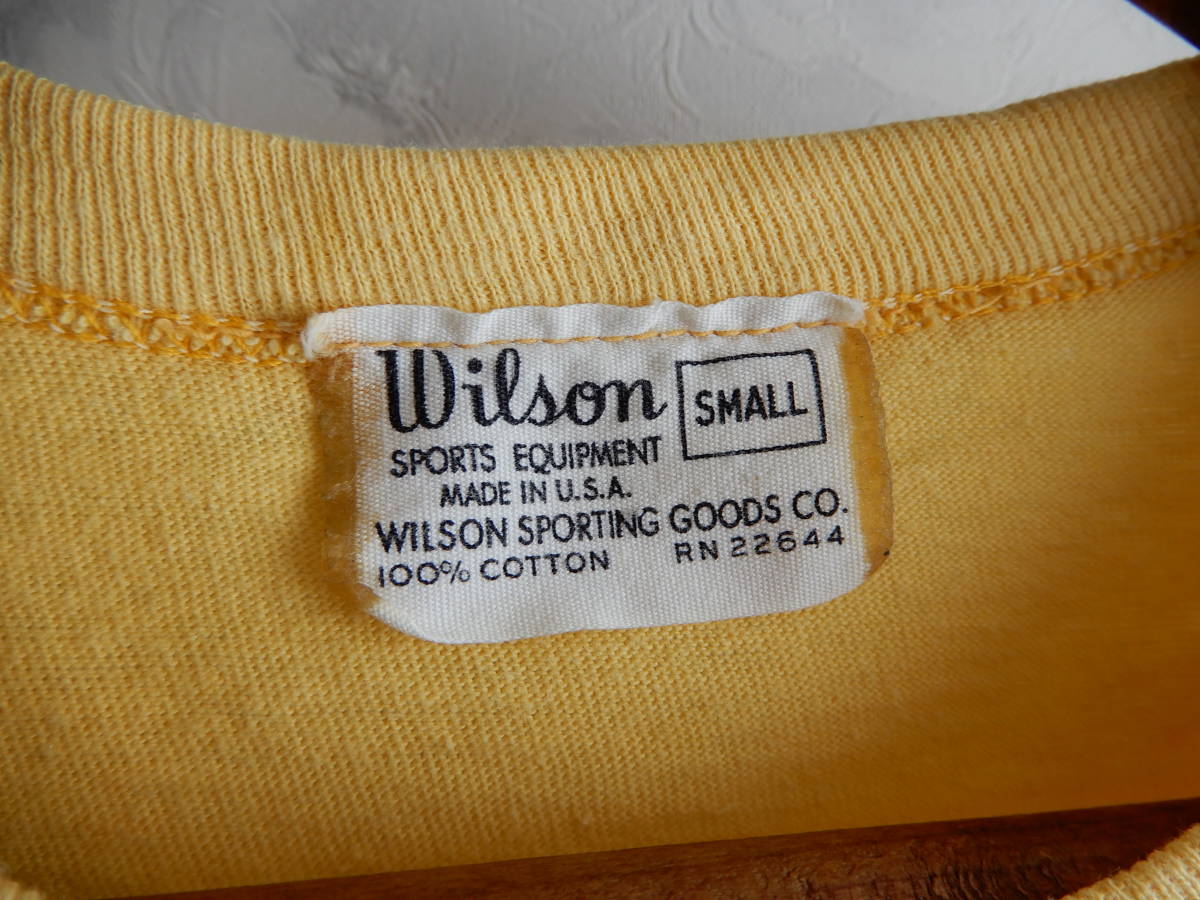 Wilson SMALL
SPORTS EQUIPMENT
MADE IN U.S.A.
WILSON SPORTING GOODS CO.
100% COTTON RN 22644